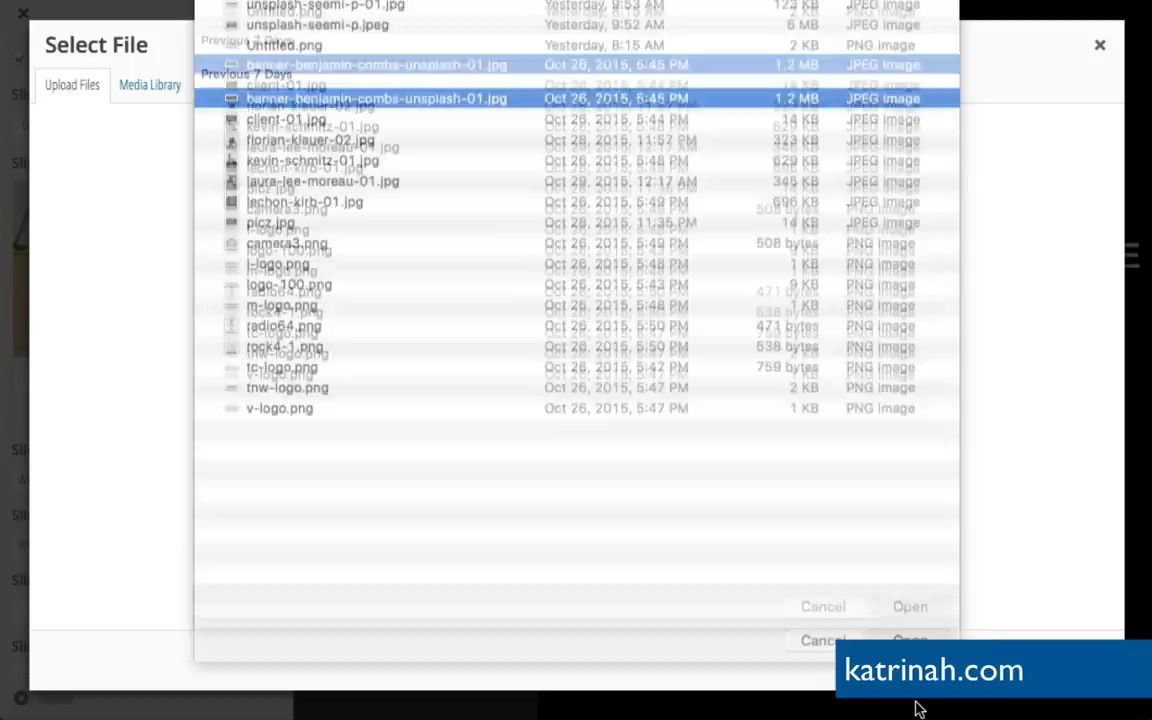 unsplash-seemi-p-01.jpg Yesterday, 9:53 AM 123 KB JPEG image
unsplash-seemi-p.jpeg Yesterday, 9:52 AM 6 MB JPEG image
Untitled.png Yesterday, 8:15 AM 2 KB PNG image
Select File
Upload Files Media Library
Previous 7 Days
banner-benjamin-combs-unsplash-01.jpg Oct 26, 2015, 5:45 PM 1.2 MB JPEG image
client-01.jpg Oct 26, 2015, 5:44 PM 14 KB JPEG image
florian-klauer-02.jpg Oct 28, 2015, 11:57 PM 323 KB JPEG image
kevin-schmitz-01.jpg Oct 26, 2015, 5:48 PM 629 KB JPEG image
laura-lee-moreau-01.jpg Oct 29, 2015, 12:17 AM 345 KB JPEG image
lechon-kirb-01.jpg Oct 26, 2015, 5:49 PM 696 KB JPEG image
picz.jpg Oct 28, 2015, 11:35 PM 14 KB JPEG image
camera3.png Oct 26, 2015, 5:49 PM 508 bytes PNG image
i-logo.png Oct 26, 2015, 5:48 PM 1 KB PNG image
logo-100.png Oct 26, 2015, 5:43 PM 9 KB PNG image
m-logo.png Oct 26, 2015, 5:48 PM 1 KB PNG image
radio64.png Oct 26, 2015, 5:50 PM 471 bytes PNG image
rock4-1.png Oct 26, 2015, 5:50 PM 538 bytes PNG image
tc-logo.png Oct 26, 2015, 5:47 PM 759 bytes PNG image
tnw-logo.png Oct 26, 2015, 5:47 PM 2 KB PNG image
v-logo.png Oct 26, 2015, 5:47 PM 1 KB PNG image
Cancel Open
katrinah.com